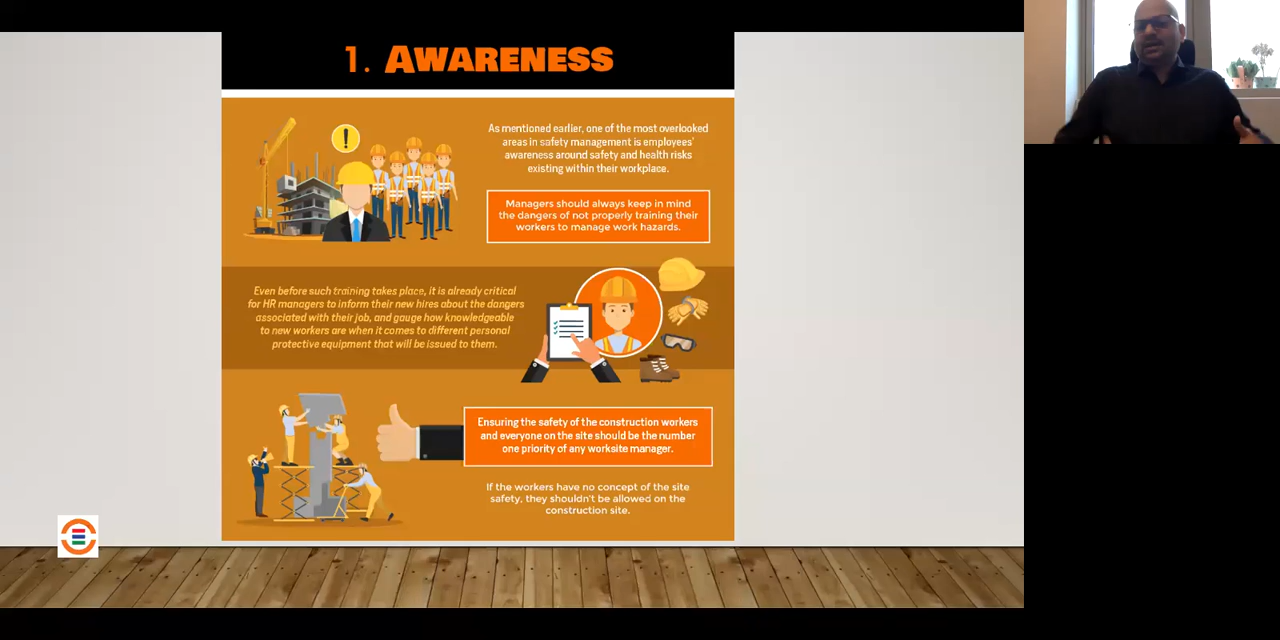 1. AWARENESS
As mentioned earlier, one of the most overlooked
areas in safety management is employees'
awareness around safety and health risks
existing within their workplace.
Managers should always keep in mind
the dangers of not properly training their
workers to manage work hazards.
Even before such training takes place, it is already critical
for HR managers to inform their new hires about the dangers
associated with their job, and gauge how knowledgeable
to new workers are when it comes to different personal
protective equipment that will be issued to them.
Ensuring the safety of the construction workers
and everyone on the site should be the number
one priority of any worksite manager.
If the workers have no concept of the site
safety, they shouldn't be allowed on the
construction site.